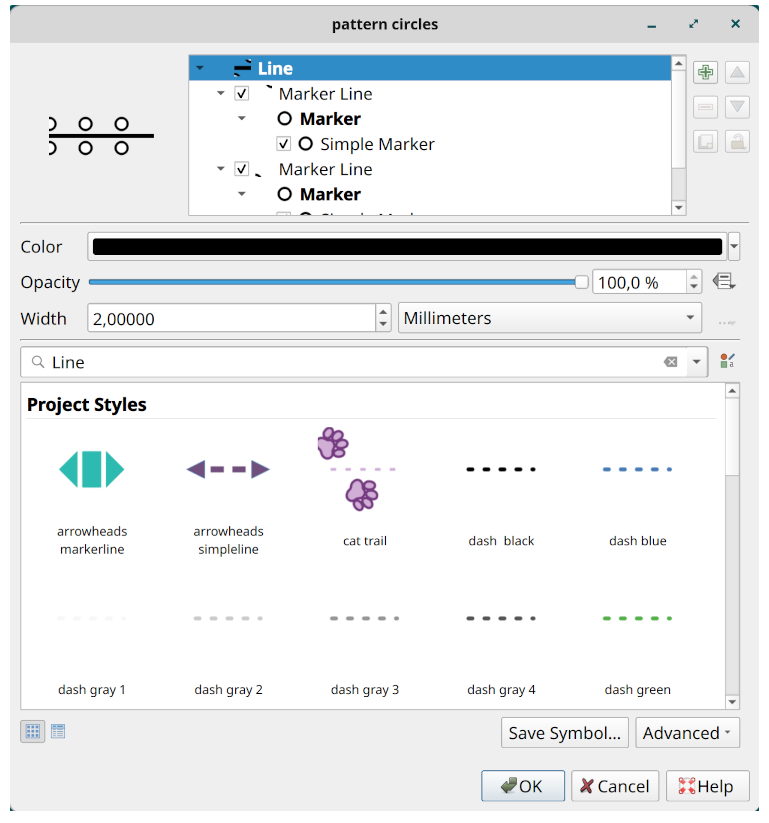 pattern circles
Line
Marker Line
Marker
Simple Marker
Marker Line
Marker
Color
Opacity
100,0 %
Width
2,00000
Millimeters
Line
Project Styles
arrowheads
markerline
arrowheads
simpleline
cat trail
dash  black
dash blue
dash gray 1
dash gray 2
dash gray 3
dash gray 4
dash green
Save Symbol...
Advanced
OK
Cancel
Help